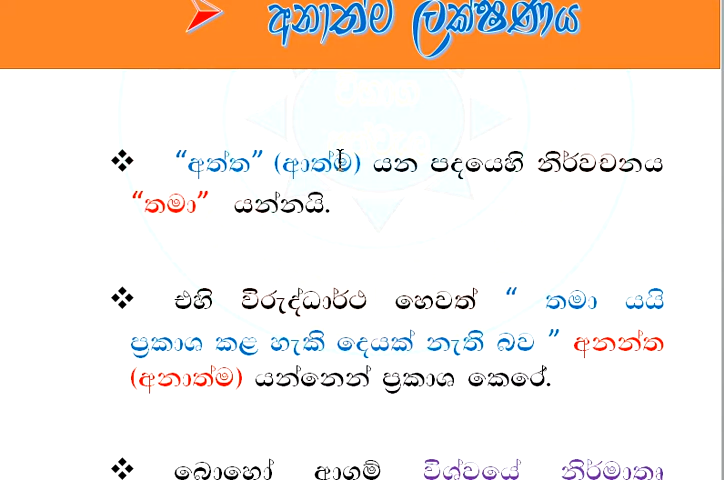 අනාත්ම ලක්ෂණය
“අත්ත” (ආත්ම) යන පදයෙහි නිර්වචනය
“තමා” යන්නයි.
එහි විරුද්ධාර්ථ හෙවත් “ තමා යයි
ප්‍රකාශ කළ හැකි දෙයක් නැති බව ” අනන්ත
(අනාත්ම) යන්නෙන් ප්‍රකාශ කෙරේ.
බොහෝ ආගම් විශ්වයේ නිර්මාතෘ